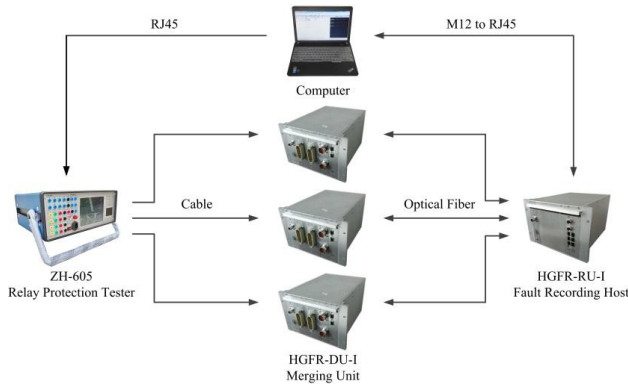 RJ45
M12 to RJ45
Computer
Cable
Optical Fiber
ZH-605
Relay Protection Tester
HGFR-RU-I
Fault Recording Host
HGFR-DU-I
Merging Unit